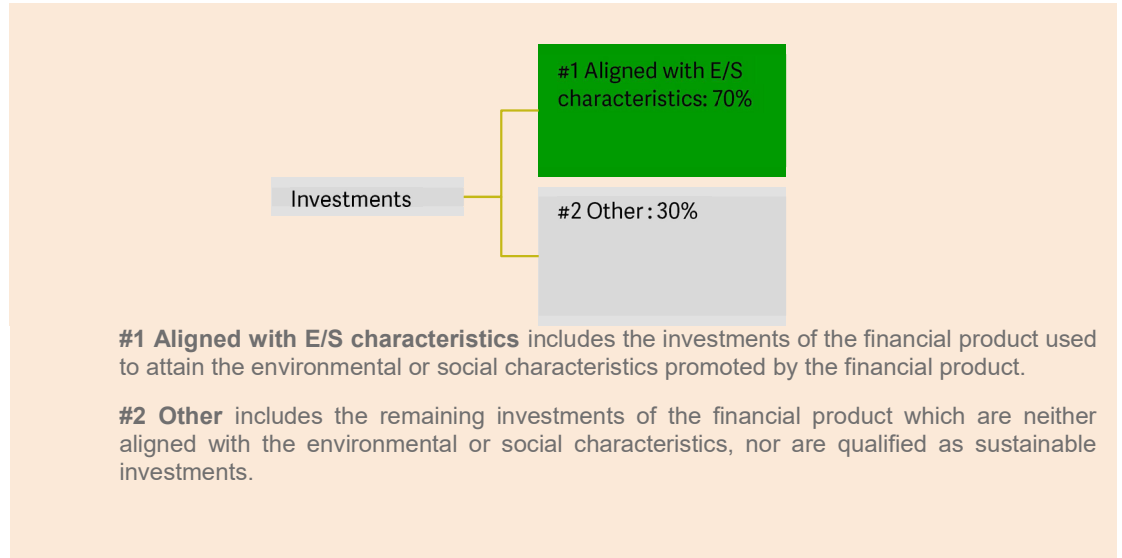 #1 Aligned with E/S
characteristics: 70%
Investments
#2 Other : 30%
#1 Aligned with E/S characteristics includes the investments of the financial product used
to attain the environmental or social characteristics promoted by the financial product.
#2 Other includes the remaining investments of the financial product which are neither
aligned with the environmental or social characteristics, nor are qualified as sustainable
investments.